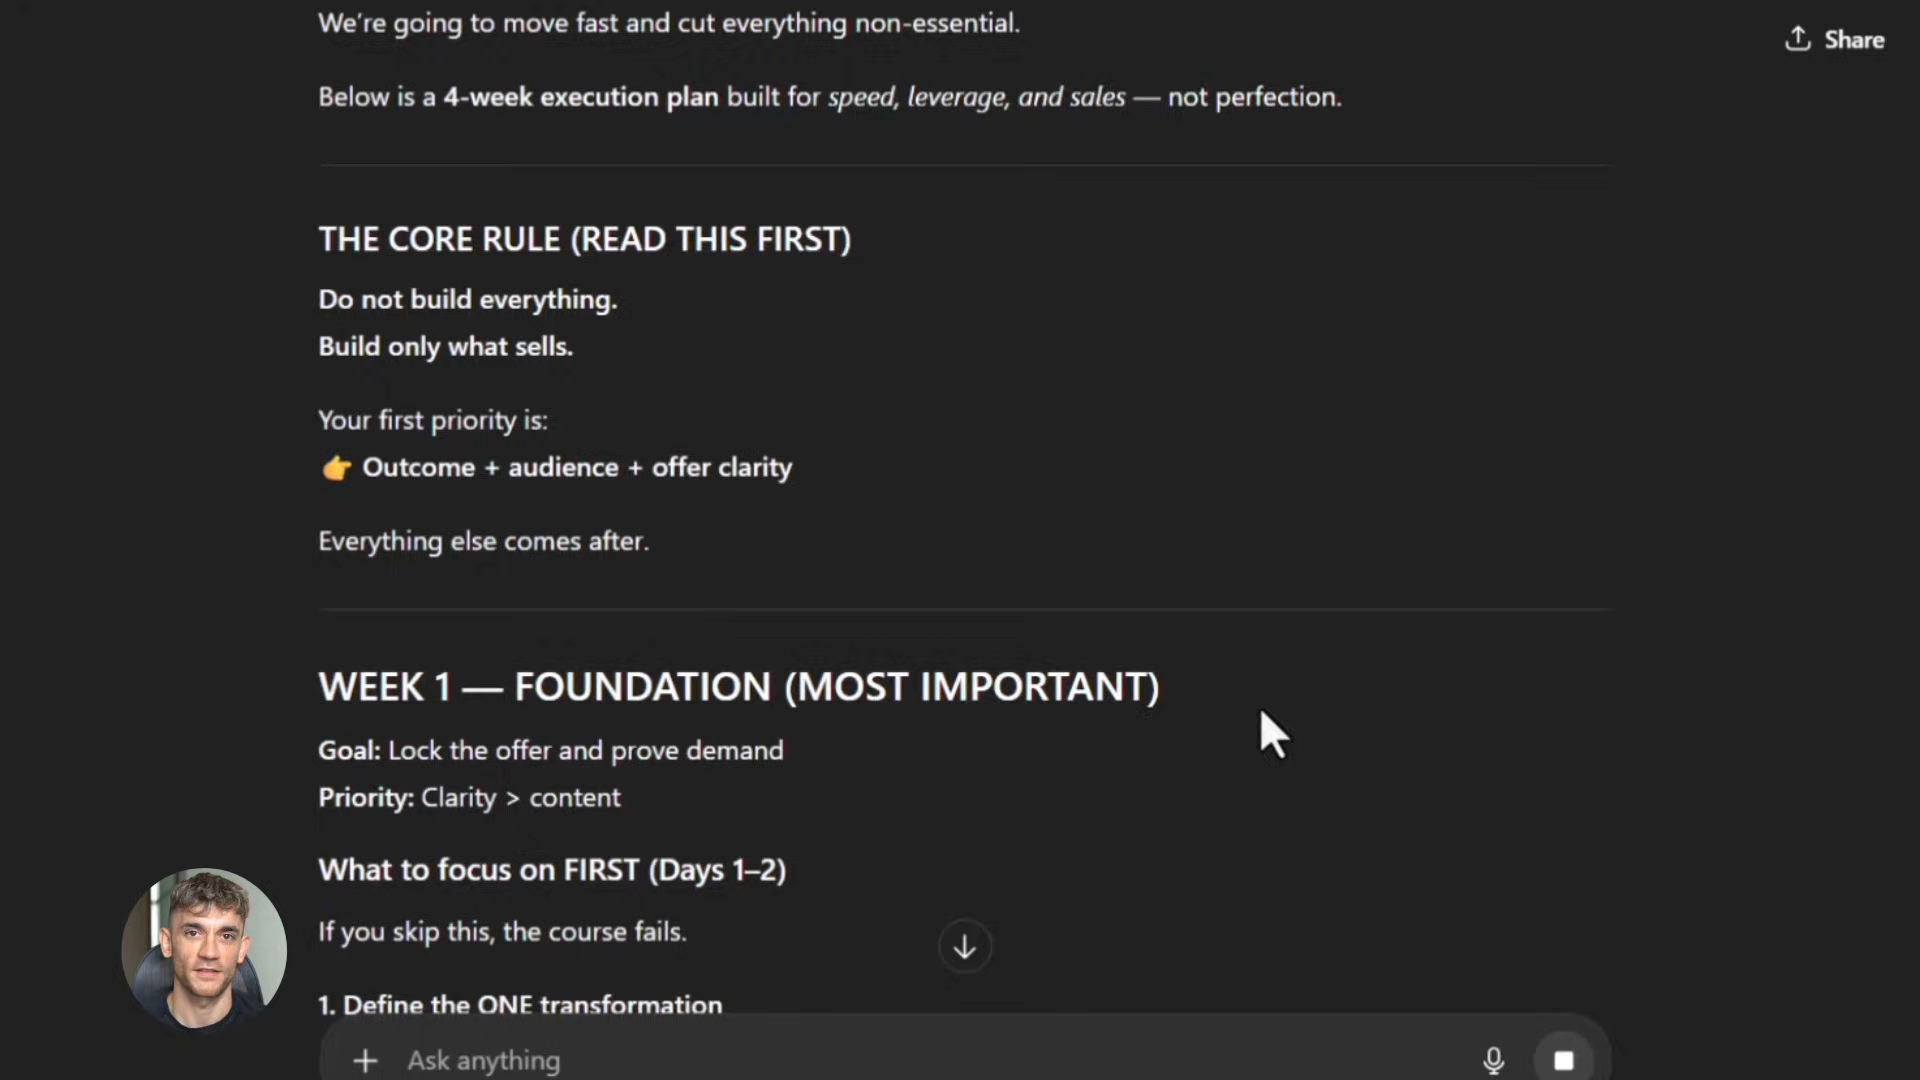 We're going to move fast and cut everything non-essential.
Share
Below is a 4-week execution plan built for speed, leverage, and sales — not perfection.
THE CORE RULE (READ THIS FIRST)
Do not build everything.
Build only what sells.
Your first priority is:
👉 Outcome + audience + offer clarity
Everything else comes after.
WEEK 1 — FOUNDATION (MOST IMPORTANT)
Goal: Lock the offer and prove demand
Priority: Clarity > content
What to focus on FIRST (Days 1–2)
If you skip this, the course fails.
1. Define the ONE transformation
Ask anything